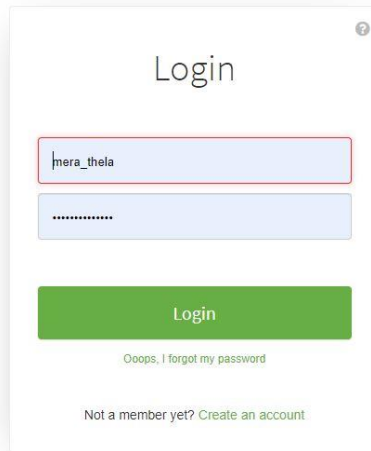 ?
Login
mera_thela
••••••••••••••
Login
Ooops, I forgot my password
Not a member yet? Create an account